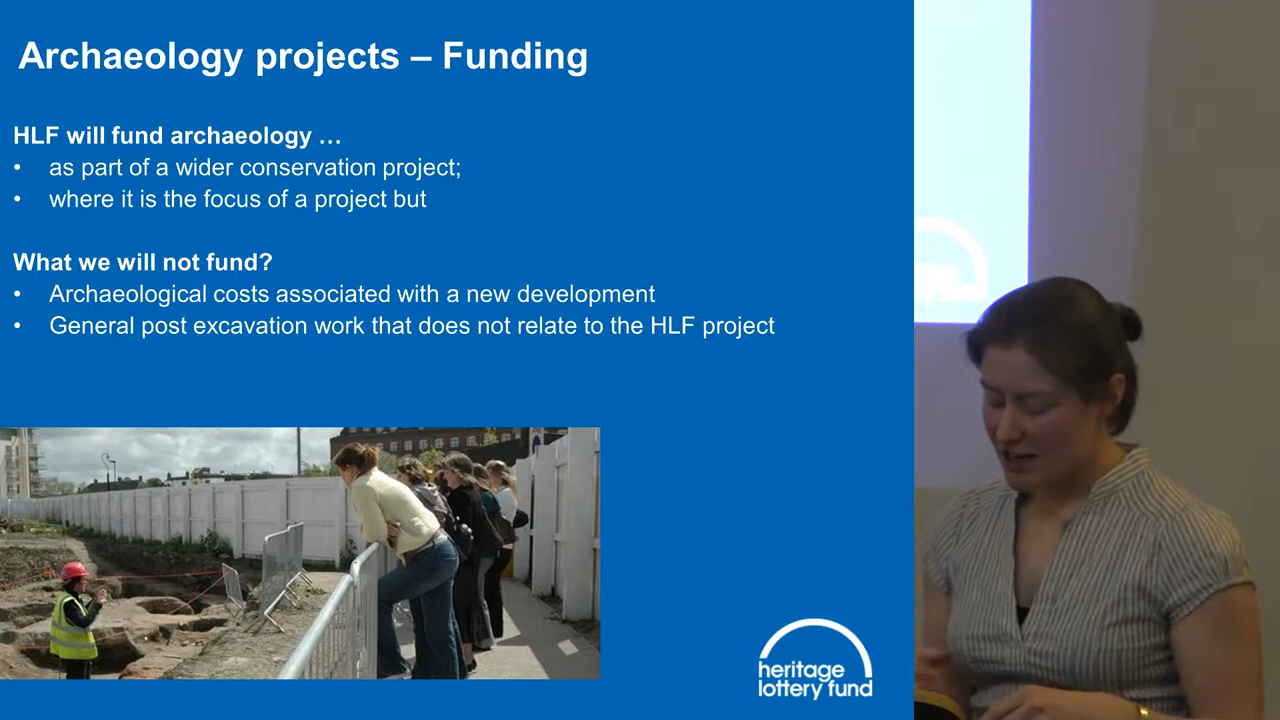 Archaeology projects – Funding
HLF will fund archaeology …
• as part of a wider conservation project;
• where it is the focus of a project but
What we will not fund?
• Archaeological costs associated with a new development
• General post excavation work that does not relate to the HLF project
heritage
lottery fund